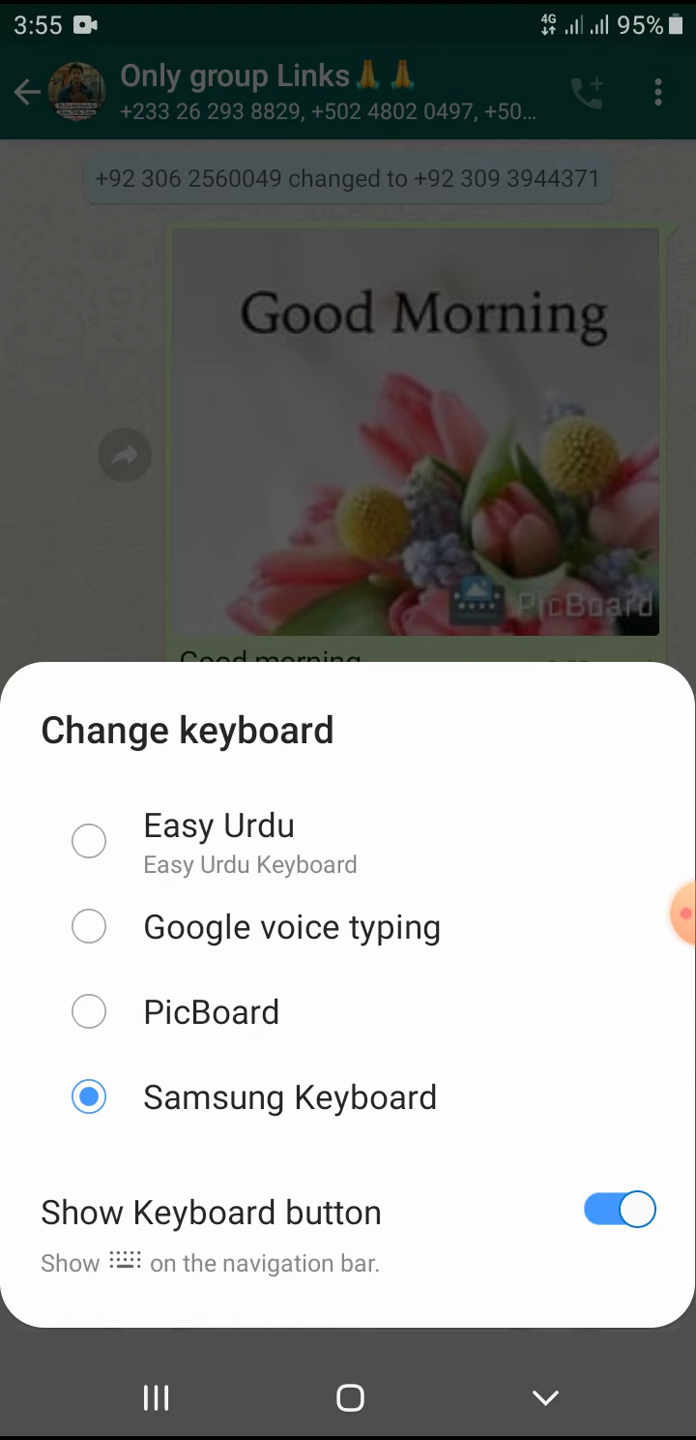 3:55
4G
95%
Only group Links🙏🙏
+233 26 293 8829, +502 4802 0497, +50...
+92 306 2560049 changed to +92 309 3944371
Good Morning
PicBoard
Good morning
Change keyboard
Easy Urdu
Easy Urdu Keyboard
Google voice typing
PicBoard
Samsung Keyboard
Show Keyboard button
Show on the navigation bar.